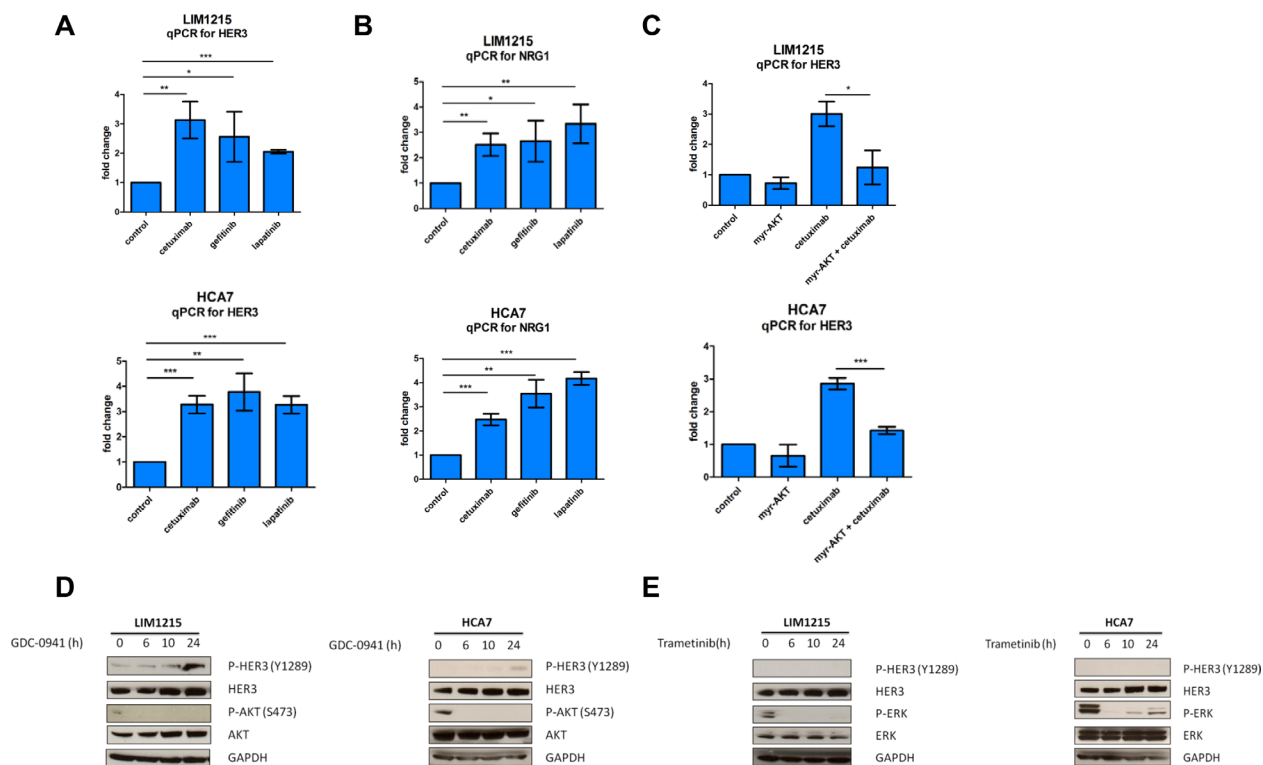 A
LIM1215
qPCR for HER3
***
*
**
fold change
4
3
2
1
0
control
cetuximab
gefitinib
lapatinib
HCA7
qPCR for HER3
***
**
***
fold change
5
4
3
2
1
0
control
cetuximab
gefitinib
lapatinib
B
LIM1215
qPCR for NRG1
**
*
**
fold change
5
4
3
2
1
0
control
cetuximab
gefitinib
lapatinib
HCA7
qPCR for NRG1
***
**
***
fold change
5
4
3
2
1
0
control
cetuximab
gefitinib
lapatinib
C
LIM1215
qPCR for HER3
*
fold change
4
3
2
1
0
control
myr-AKT
cetuximab
myr-AKT + cetuximab
HCA7
qPCR for HER3
***
fold change
4
3
2
1
0
control
myr-AKT
cetuximab
myr-AKT + cetuximab
D
LIM1215
GDC-0941 (h) 0 6 10 24
P-HER3 (Y1289)
HER3
P-AKT (S473)
AKT
GAPDH
HCA7
GDC-0941 (h) 0 6 10 24
P-HER3 (Y1289)
HER3
P-AKT (S473)
AKT
GAPDH
E
LIM1215
Trametinib(h) 0 6 10 24
P-HER3 (Y1289)
HER3
P-ERK
ERK
GAPDH
HCA7
Trametinib (h) 0 6 10 24
P-HER3 (Y1289)
HER3
P-ERK
ERK
GAPDH